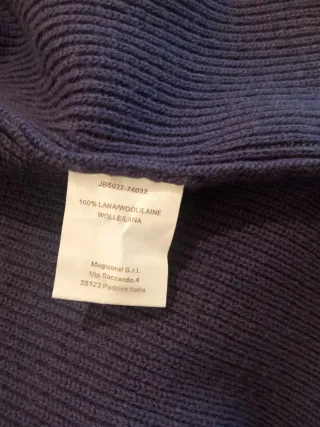 JB5022-74032
100% LANA/WOOL/LAINE
WOLLE/LANA
Magicoral S.r.l.
Via Saccardo,4
35123 Padova Italia